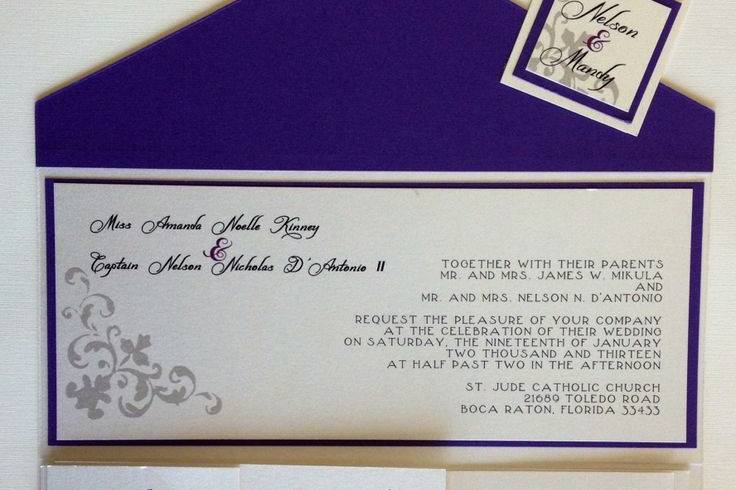 Nelson
&
Mandy
Miss Amanda Noelle Kinney
&
Captain Nelson Nicholas D'Antonio II
TOGETHER WITH THEIR PARENTS
MR. AND MRS. JAMES W. MIKULA
AND
MR. AND MRS. NELSON N. D'ANTONIO
REQUEST THE PLEASURE OF YOUR COMPANY
AT THE CELEBRATION OF THEIR WEDDING
ON SATURDAY, THE NINETEENTH OF JANUARY
TWO THOUSAND AND THIRTEEN
AT HALF PAST TWO IN THE AFTERNOON
ST. JUDE CATHOLIC CHURCH
21689 TOLEDO ROAD
BOCA RATON, FLORIDA 33433